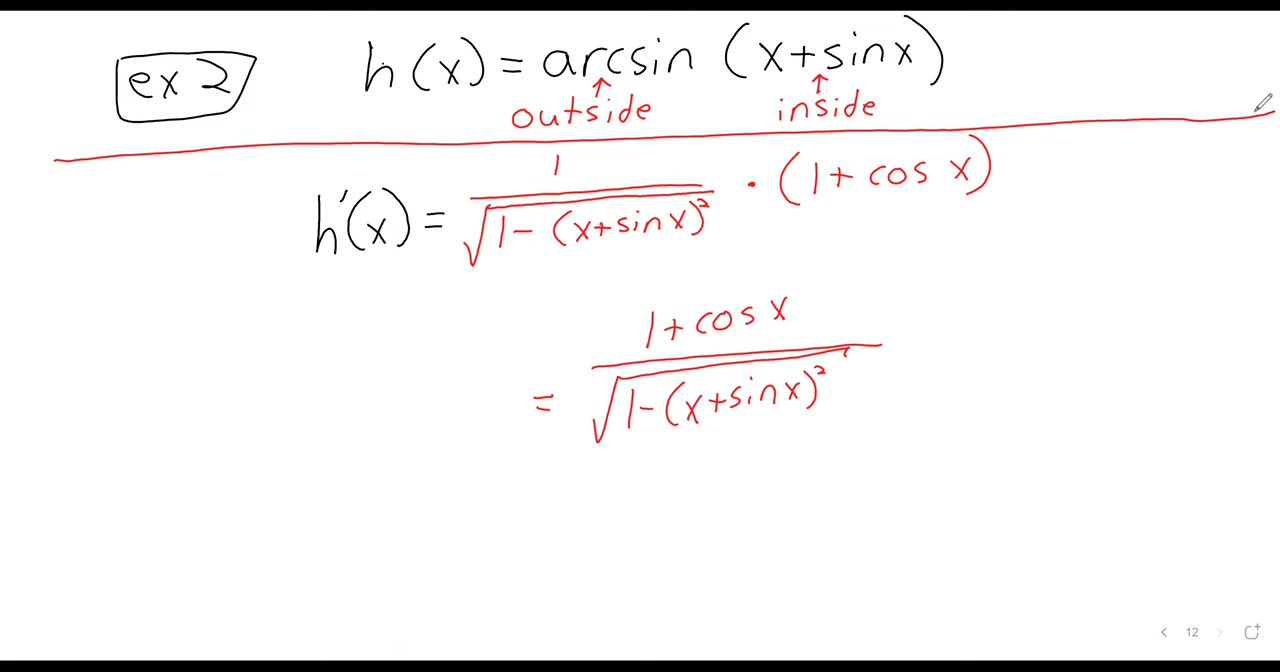 ex 2 h(x) = arcsin (x+sinx)
outside inside
h'(x) = 1/√(1-(x+sinx)²) · (1+cos x)
= (1+cos x)/√(1-(x+sinx)²)
12